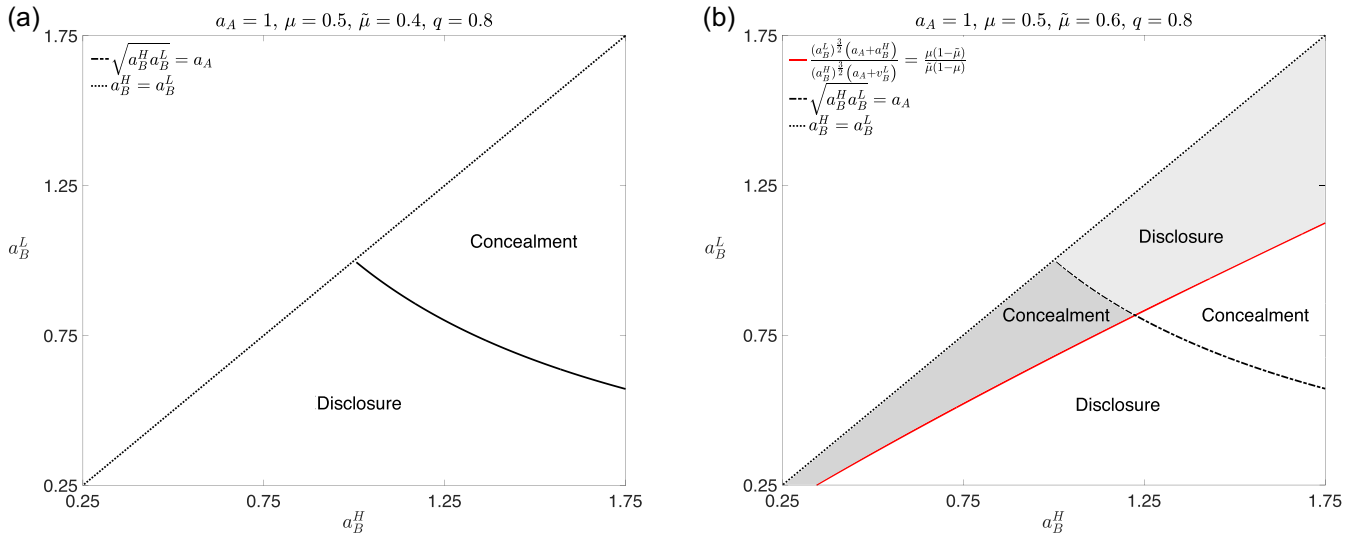 (a)
a_A = 1, μ = 0.5, μ̃ = 0.4, q = 0.8
1.75
√(a_B^H a_B^L) = a_A
a_B^H = a_B^L
1.25
a_B^L
Concealment
0.75
Disclosure
0.25
0.25 0.75 1.25 1.75
a_B^H
(b)
a_A = 1, μ = 0.5, μ̃ = 0.6, q = 0.8
1.75
(a_B^L)^{3/2}(a_A+a_B^H) / (a_B^H)^{3/2}(a_A+v_B^L) = μ(1−μ̃) / μ̃(1−μ)
√(a_B^H a_B^L) = a_A
a_B^H = a_B^L
1.25
a_B^L
Disclosure
Concealment Concealment
0.75
Disclosure
0.25
0.25 0.75 1.25 1.75
a_B^H